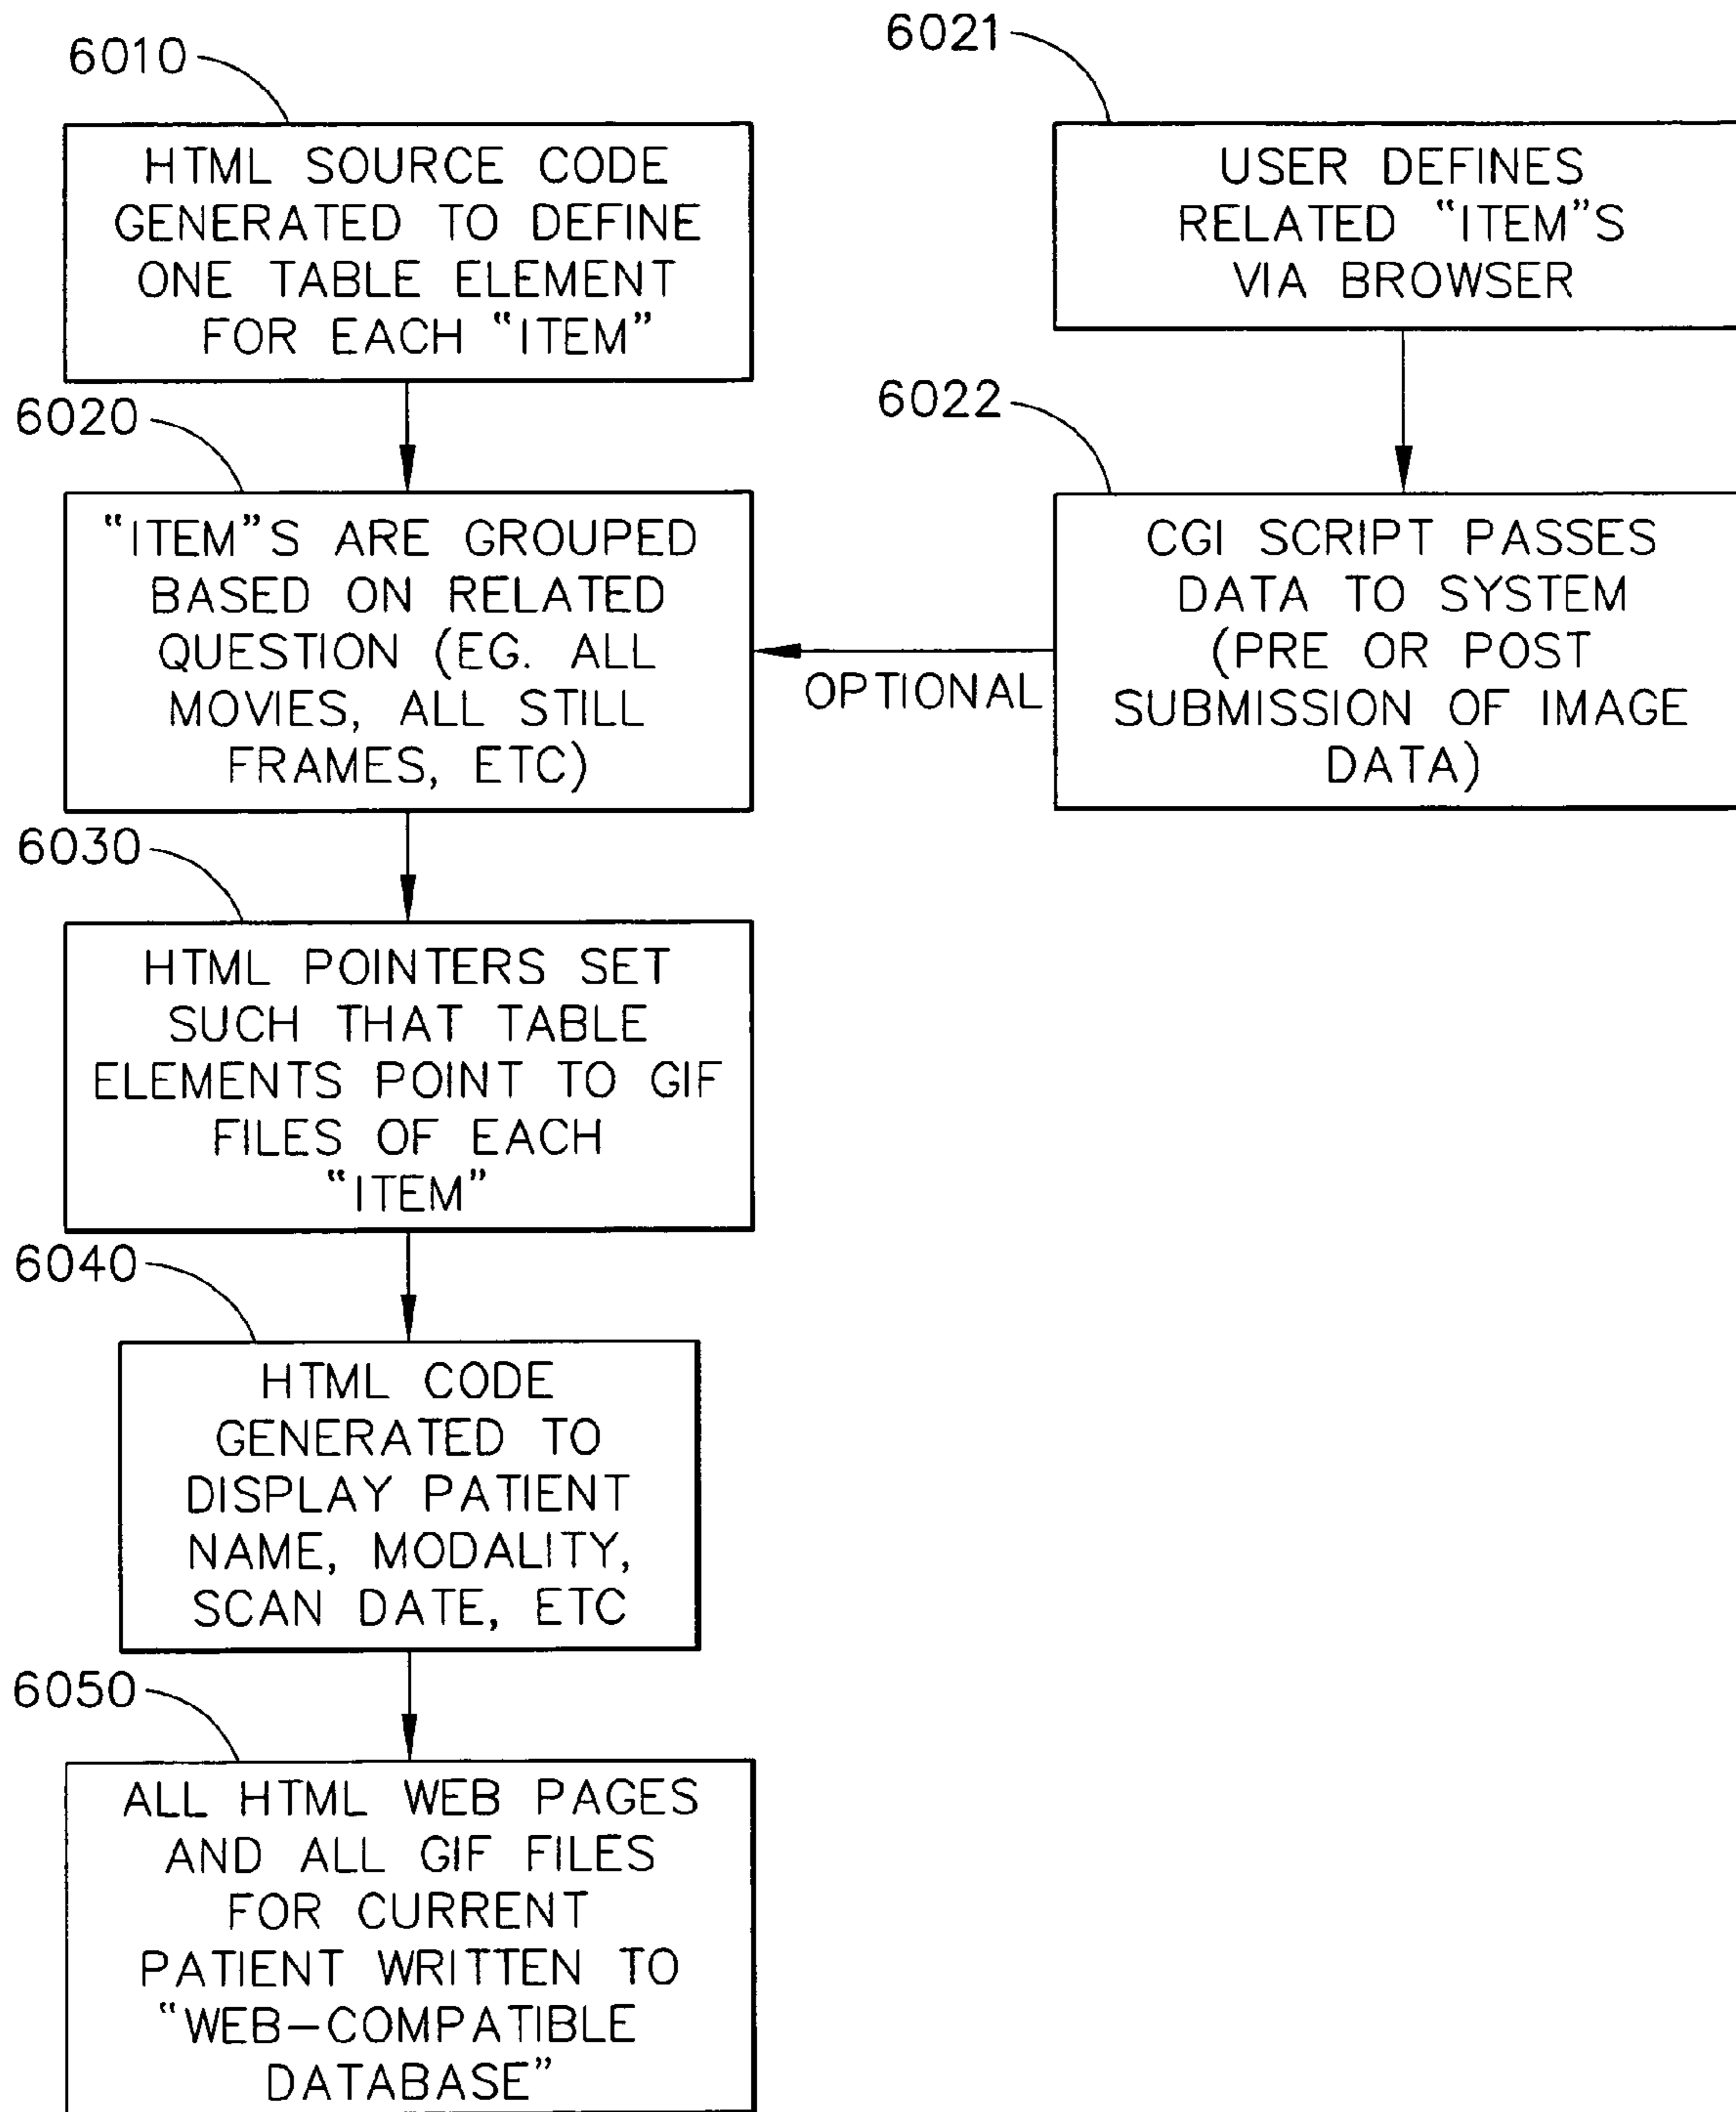 6010
HTML SOURCE CODE
GENERATED TO DEFINE
ONE TABLE ELEMENT
FOR EACH “ITEM”
6020
“ITEM”S ARE GROUPED
BASED ON RELATED
QUESTION (EG. ALL
MOVIES, ALL STILL
FRAMES, ETC)
6021
USER DEFINES
RELATED “ITEM”S
VIA BROWSER
6022
CGI SCRIPT PASSES
DATA TO SYSTEM
(PRE OR POST
SUBMISSION OF IMAGE
DATA)
OPTIONAL
6030
HTML POINTERS SET
SUCH THAT TABLE
ELEMENTS POINT TO GIF
FILES OF EACH
“ITEM”
6040
HTML CODE
GENERATED TO
DISPLAY PATIENT
NAME, MODALITY,
SCAN DATE, ETC
6050
ALL HTML WEB PAGES
AND ALL GIF FILES
FOR CURRENT
PATIENT WRITTEN TO
“WEB–COMPATIBLE
DATABASE”